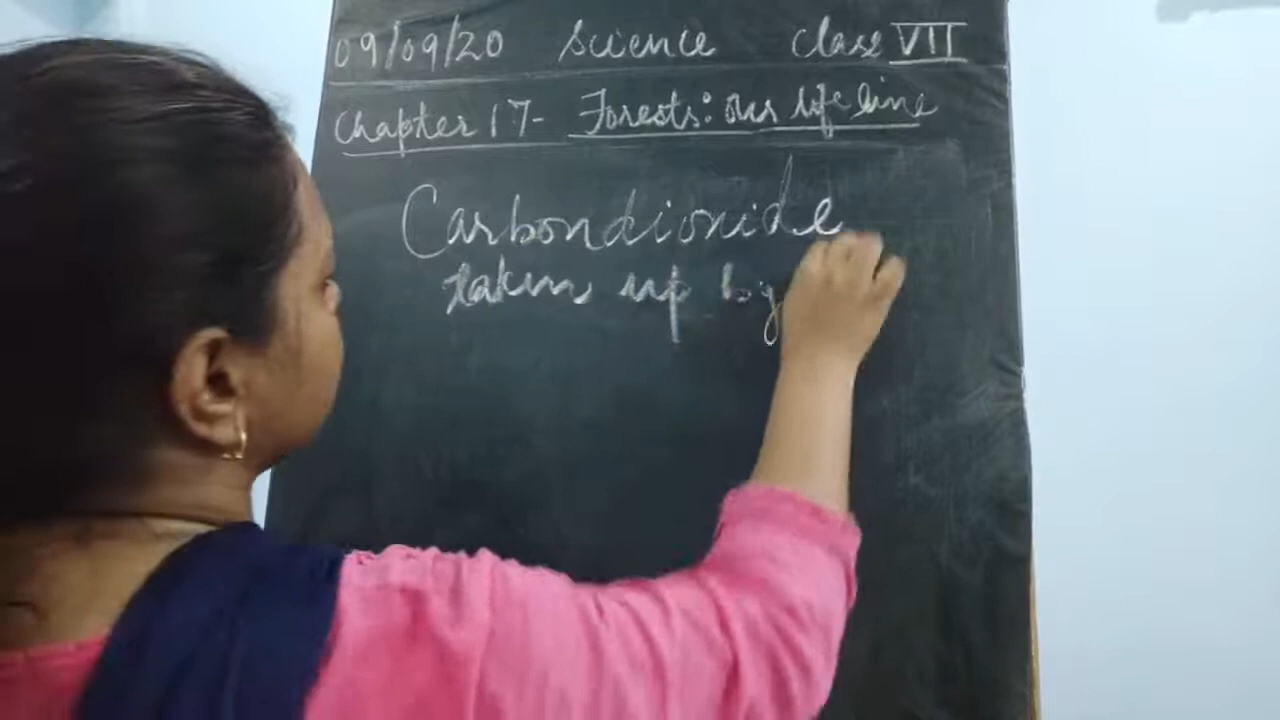 09/09/20 Science Class VII
Chapter 17- Forests: Our life line
Carbondioxide
taken up by